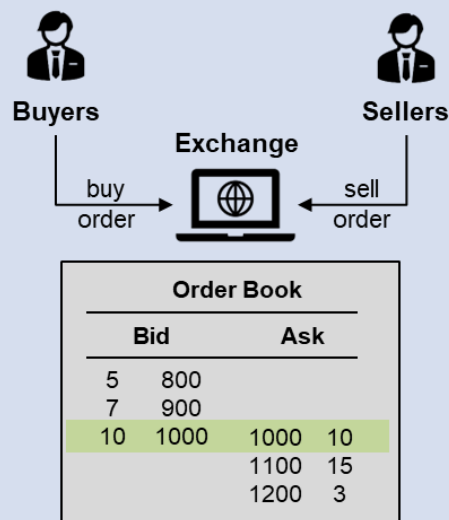 Buyers Sellers
Exchange
buy order
sell order
Order Book
Bid Ask
5 800
7 900
10 1000 1000 10
1100 15
1200 3